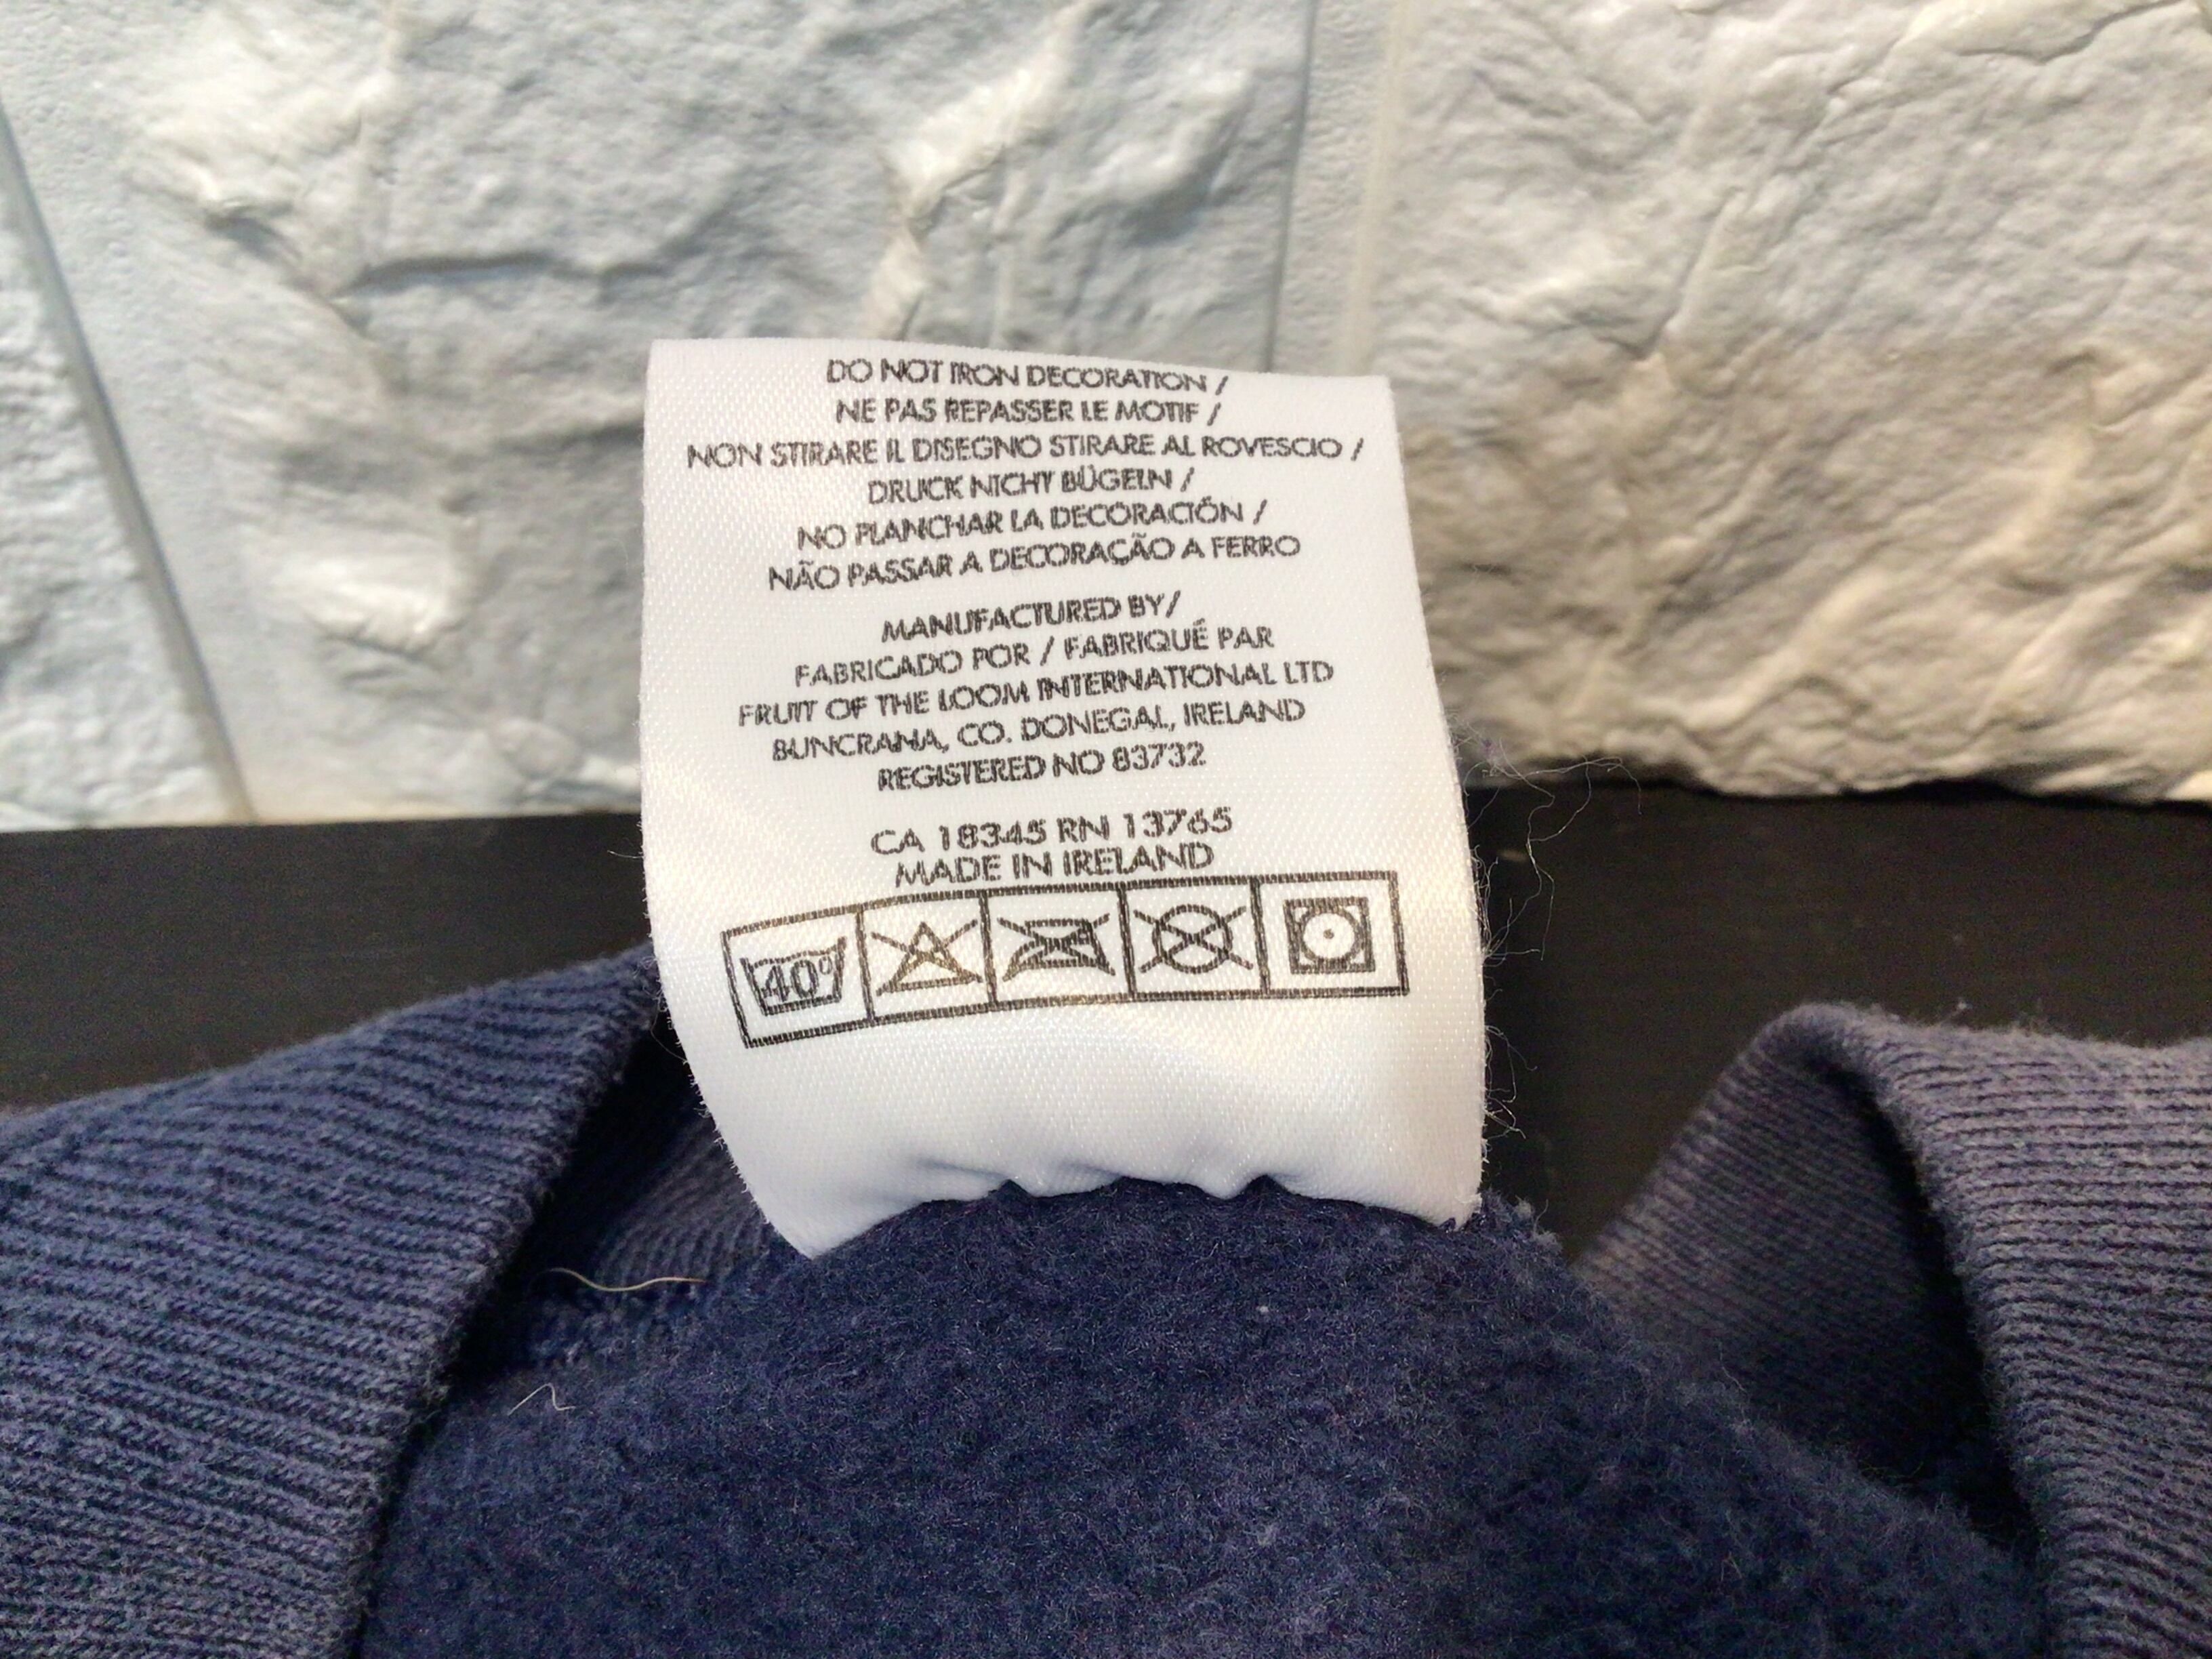 DO NOT IRON DECORATION /
NE PAS REPASSER LE MOTIF /
NON STIRARE IL DISEGNO STIRARE AL ROVESCIO /
DRUCK NICHT BÜGELN /
NO PLANCHAR LA DECORACIÓN /
NÃO PASSAR A DECORAÇÃO A FERRO
MANUFACTURED BY/
FABRICADO POR / FABRIQUÉ PAR
FRUIT OF THE LOOM INTERNATIONAL LTD
BUNCRANA, CO. DONEGAL, IRELAND
REGISTERED NO 83732
CA 18345 RN 13765
MADE IN IRELAND
40°